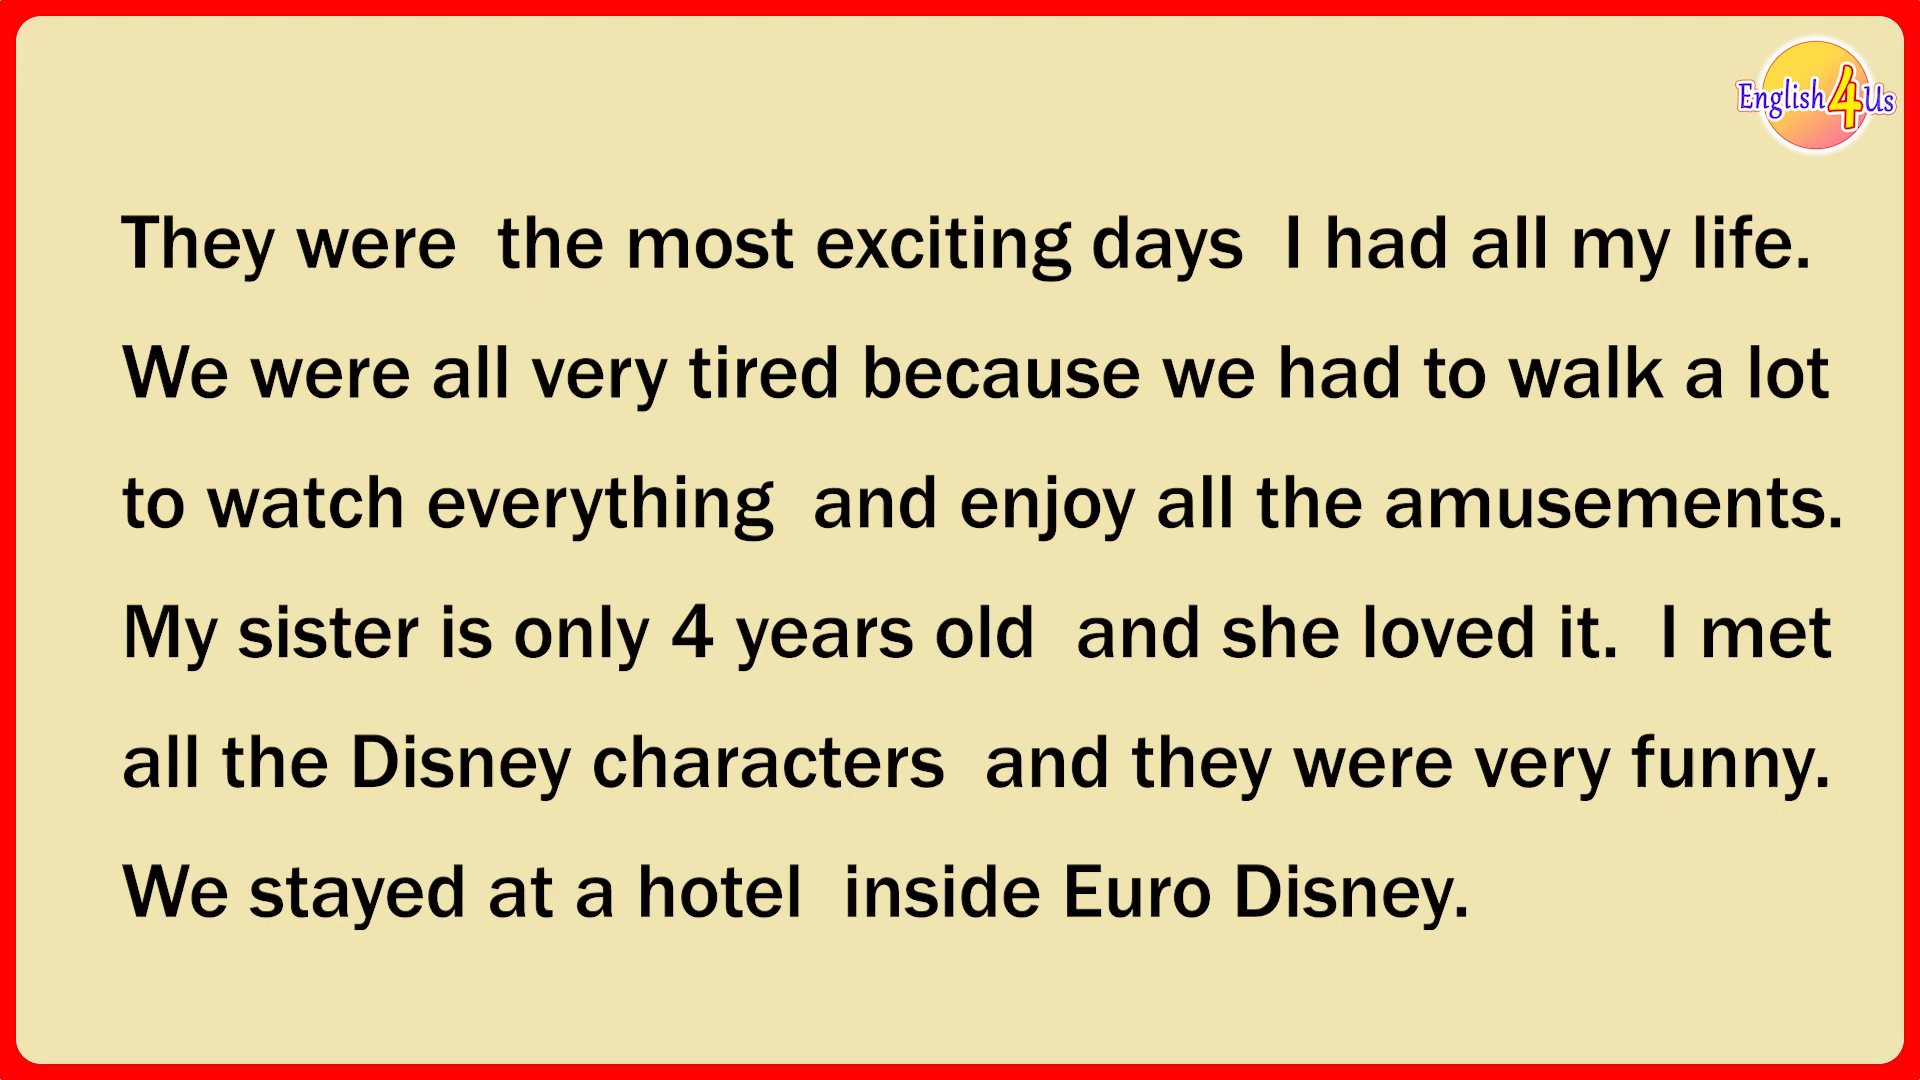 English4Us
They were  the most exciting days  I had all my life.
We were all very tired because we had to walk a lot
to watch everything  and enjoy all the amusements.
My sister is only 4 years old  and she loved it.  I met
all the Disney characters  and they were very funny.
We stayed at a hotel  inside Euro Disney.